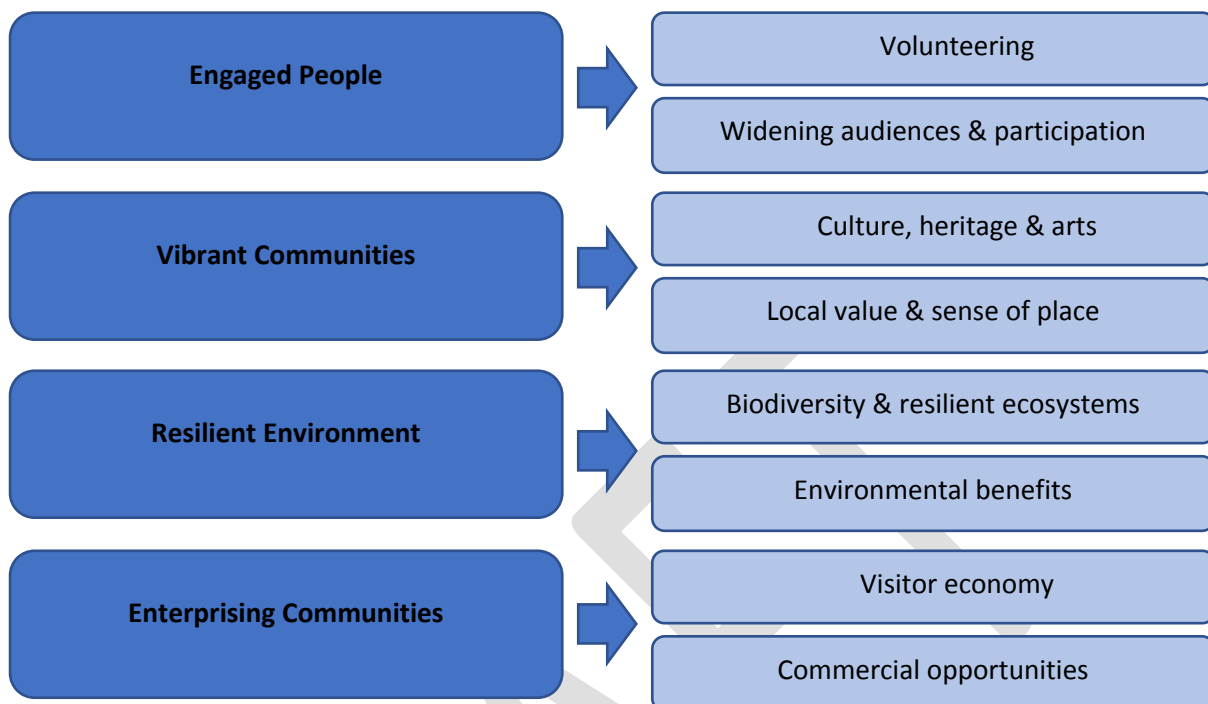 Engaged People
Volunteering
Widening audiences & participation
Vibrant Communities
Culture, heritage & arts
Local value & sense of place
Resilient Environment
Biodiversity & resilient ecosystems
Environmental benefits
Enterprising Communities
Visitor economy
Commercial opportunities